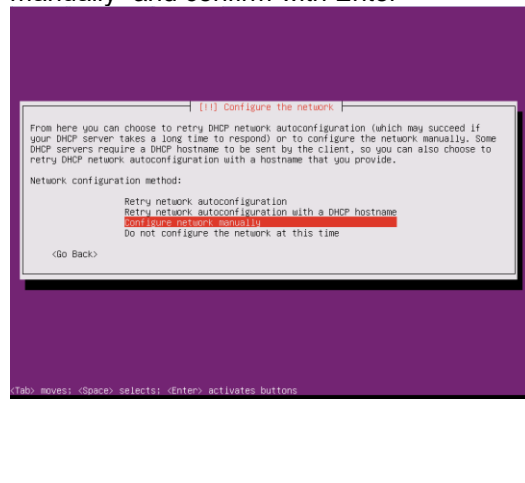 manually" and confirm with Enter
[!!] Configure the network
From here you can choose to retry DHCP network autoconfiguration (which may succeed if
your DHCP server takes a long time to respond) or to configure the network manually. Some
DHCP servers require a DHCP hostname to be sent by the client, so you can also choose to
retry DHCP network autoconfiguration with a hostname that you provide.
Network configuration method:
Retry network autoconfiguration
Retry network autoconfiguration with a DHCP hostname
Configure network manually
Do not configure the network at this time
<Go Back>
<Tab> moves; <Space> selects; <Enter> activates buttons